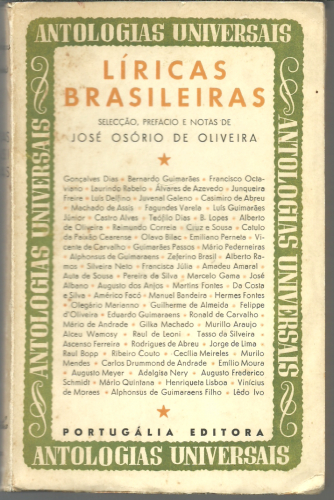 ANTOLOGIAS UNIVERSAIS
LÍRICAS
BRASILEIRAS
SELECÇÃO, PREFACIO E NOTAS DE
JOSÉ OSÓRIO DE OLIVEIRA
Gonçalves Dias * Bernardo Guimarães * Francisco Octa-
viano * Laurindo Rabelo * Álvares de Azevedo * Junqueira
Freire * Luís Delfino * Juvenal Galeno * Casimiro de Abreu
* Machado de Assis * Fagundes Varela * Luís Guimarães
Júnior * Castro Alves * Teófilo Dias * B. Lopes * Alberto
de Oliveira * Raimundo Correia * Cruz e Sousa * Catulo
da Paixão Cearense * Olavo Bilac * Emiliano Perneta * Vi-
cente de Carvalho * Guimarães Passos * Mário Pederneiras
* Alphonsus de Guimaraens * Zeferino Brasil * Alberto Ra-
mos * Silveira Neto * Francisca Júlia * Amadeu Amaral *
Auta de Sousa * Pereira da Silva * Marcelo Gama * José
Albano * Augusto dos Anjos * Martins Fontes * Da Costa
e Silva * Américo Facó * Manuel Bandeira * Hermes Fontes
* Olegário Marianno * Guilherme de Almeida * Felippe
d'Oliveira * Eduardo Guimaraens * Ronald de Carvalho *
Mário de Andrade * Gilka Machado * Murillo Araujo *
Alceu Wamosy * Raul de Leoni * Tasso da Silveira *
Ascenso Ferreira * Rodrigues de Abreu * Jorge de Lima *
Raul Bopp * Ribeiro Couto * Cecília Meireles * Murilo
Mendes * Carlos Drummond de Andrade * Emílio Moura
* Augusto Meyer * Adalgisa Nery * Augusto Frederico
Schmidt * Mário Quintana * Henriqueta Lisboa * Vinícius
de Moraes * Alphonsus de Guimaraens Filho * Lêdo Ivo
PORTUGÁLIA EDITORA
ANTOLOGIAS UNIVERSAIS
ANTOLOGIAS UNIVERSAIS
ANTOLOGIAS UNIVERSAIS